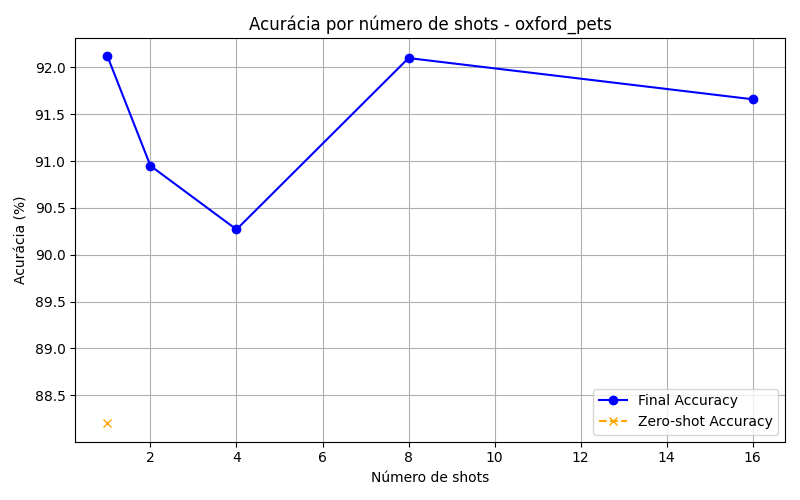 Acurácia por número de shots - oxford_pets
Acurácia (%)
92.0
91.5
91.0
90.5
90.0
89.5
89.0
88.5
2 4 6 8 10 12 14 16
Número de shots
Final Accuracy
Zero-shot Accuracy